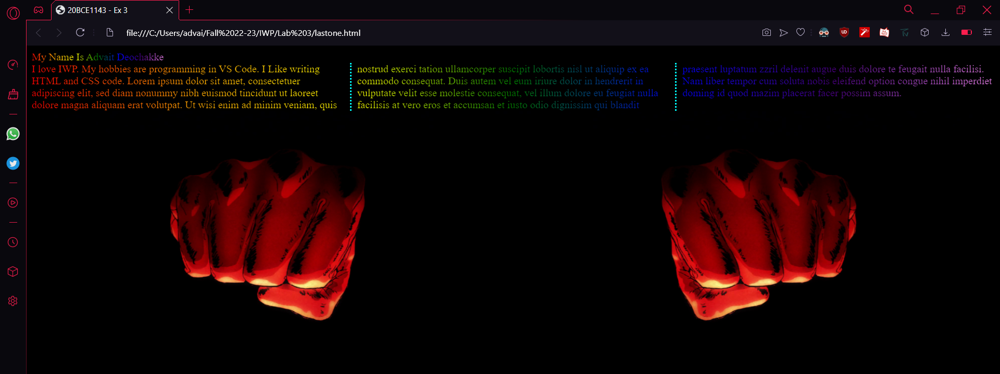 20BCE1143 - Ex 3
file:///C:/Users/advai/Fall%2022-23/IWP/Lab%203/lastone.html
My Name Is Advait Deochakke
I love IWP. My hobbies are programming in VS Code. I Like writing
HTML and CSS code. Lorem ipsum dolor sit amet, consectetuer
adipiscing elit, sed diam nonummy nibh euismod tincidunt ut laoreet
dolore magna aliquam erat volutpat. Ut wisi enim ad minim veniam, quis
nostrud exerci tation ullamcorper suscipit lobortis nisl ut aliquip ex ea
commodo consequat. Duis autem vel eum iriure dolor in hendrerit in
vulputate velit esse molestie consequat, vel illum dolore eu feugiat nulla
facilisis at vero eros et accumsan et iusto odio dignissim qui blandit
praesent luptatum zzril delenit augue duis dolore te feugait nulla facilisi.
Nam liber tempor cum soluta nobis eleifend option congue nihil imperdiet
doming id quod mazim placerat facer possim assum.